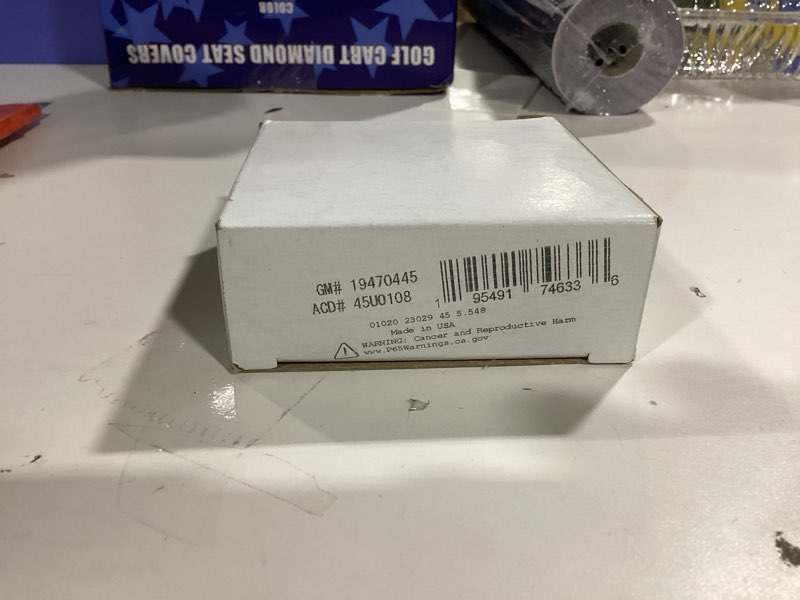 COLOR
GOLF CART DIAMOND SEAT COVERS
GM# 19470445
ACD# 45U0108
1 95491 74633 6
01020 23029 45 5.548
Made in USA
WARNING: Cancer and Reproductive Harm
www.P65Warnings.ca.gov